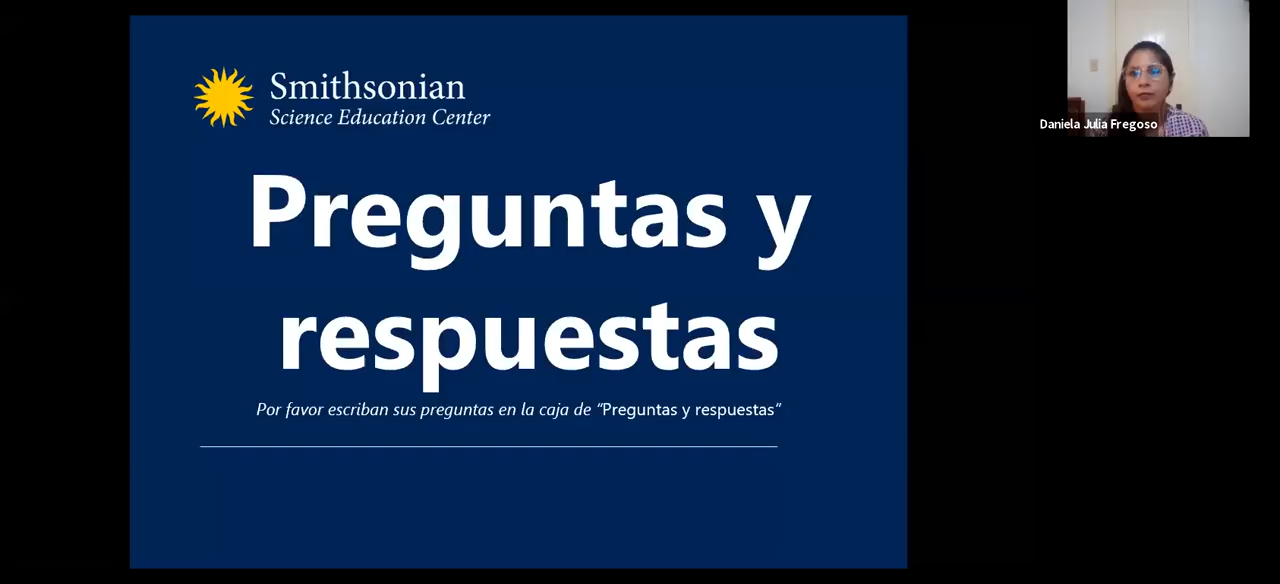 Smithsonian
Science Education Center
Preguntas y
respuestas
Por favor escriban sus preguntas en la caja de “Preguntas y respuestas”
Daniela Julia Fregoso